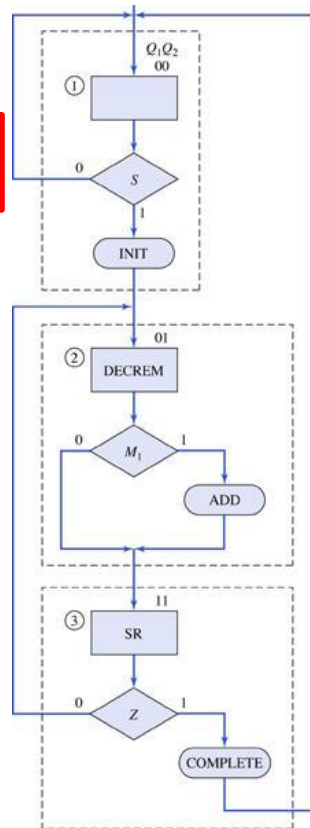 Q₁Q₂
00
1
0
S
1
INIT
01
2
DECREM
0
M₁
1
ADD
11
3
SR
0
Z
1
COMPLETE